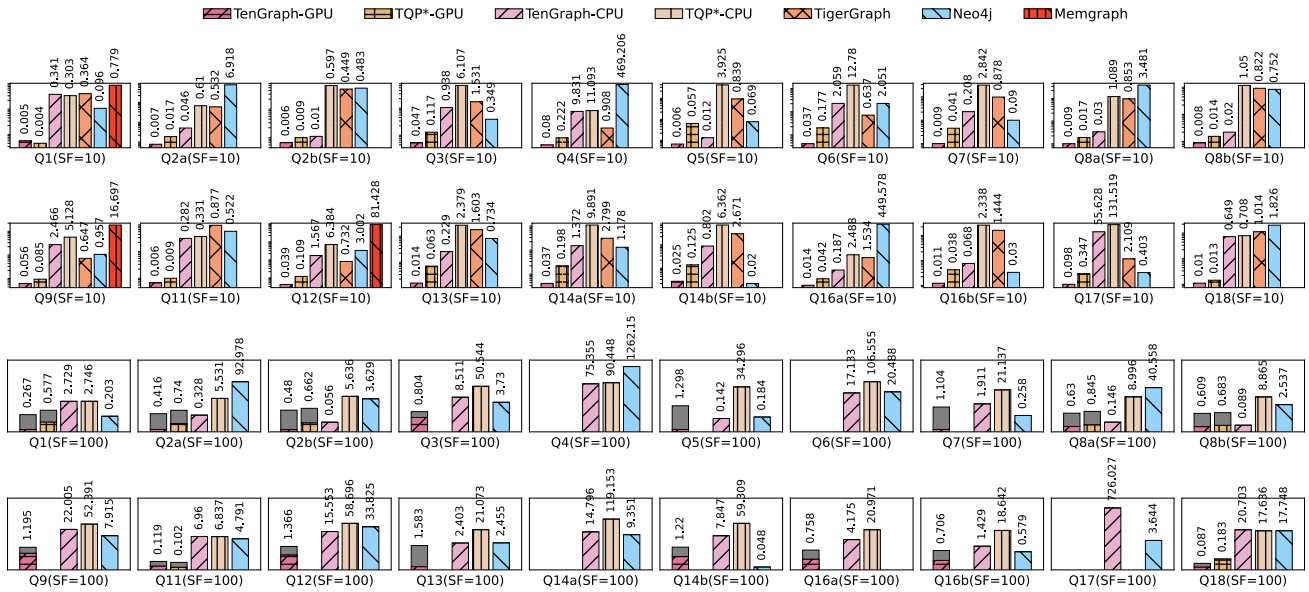 TenGraph-GPU TQP*-GPU TenGraph-CPU TQP*-CPU TigerGraph Neo4j Memgraph
0.005 0.004 0.341 0.303 0.364 0.096 0.779
Q1(SF=10)
0.007 0.017 0.046 0.61 0.532 6.918
Q2a(SF=10)
0.006 0.009 0.01 0.597 0.449 0.483
Q2b(SF=10)
0.047 0.117 0.938 6.107 1.531 0.349
Q3(SF=10)
0.08 0.222 9.831 11.093 0.908 469.206
Q4(SF=10)
0.006 0.057 0.012 3.925 0.839 0.069
Q5(SF=10)
0.037 0.177 2.059 12.78 0.637 2.051
Q6(SF=10)
0.009 0.041 0.208 2.842 0.878 0.09
Q7(SF=10)
0.009 0.017 0.03 1.089 0.853 3.481
Q8a(SF=10)
0.008 0.014 0.02 1.05 0.822 0.752
Q8b(SF=10)
0.056 0.085 2.466 5.128 0.647 0.957 16.697
Q9(SF=10)
0.006 0.009 0.282 0.331 0.877 0.522
Q11(SF=10)
0.039 0.109 1.567 6.384 0.732 3.002 81.428
Q12(SF=10)
0.014 0.063 0.229 2.379 1.603 0.734
Q13(SF=10)
0.037 0.198 1.372 9.891 2.799 1.178
Q14a(SF=10)
0.025 0.125 0.802 6.362 2.671 0.02
Q14b(SF=10)
0.014 0.042 0.187 2.488 1.534 449.578
Q16a(SF=10)
0.011 0.038 0.068 2.338 1.444 0.03
Q16b(SF=10)
0.098 0.347 55.628 131.519 2.109 0.403
Q17(SF=10)
0.01 0.013 0.649 0.708 1.014 1.826
Q18(SF=10)
0.267 0.577 2.729 2.746 0.203
Q1(SF=100)
0.416 0.74 0.328 5.531 92.978
Q2a(SF=100)
0.48 0.662 0.056 5.636 3.629
Q2b(SF=100)
0.804 8.511 50.544 3.73
Q3(SF=100)
75.355 90.448 1262.15
Q4(SF=100)
1.298 0.142 34.296 0.184
Q5(SF=100)
17.133 106.555 20.488
Q6(SF=100)
1.104 1.911 21.137 0.258
Q7(SF=100)
0.63 0.845 0.146 8.996 40.558
Q8a(SF=100)
0.609 0.683 0.089 8.865 2.537
Q8b(SF=100)
1.195 22.005 52.391 7.915
Q9(SF=100)
0.119 0.102 6.96 6.837 4.791
Q11(SF=100)
1.366 15.553 58.696 33.825
Q12(SF=100)
1.583 2.403 21.073 2.455
Q13(SF=100)
14.796 119.153 9.351
Q14a(SF=100)
1.22 7.847 59.309 0.048
Q14b(SF=100)
0.758 4.175 20.971
Q16a(SF=100)
0.706 1.429 18.642 0.579
Q16b(SF=100)
726.027 3.644
Q17(SF=100)
0.087 0.183 20.703 17.636 17.748
Q18(SF=100)